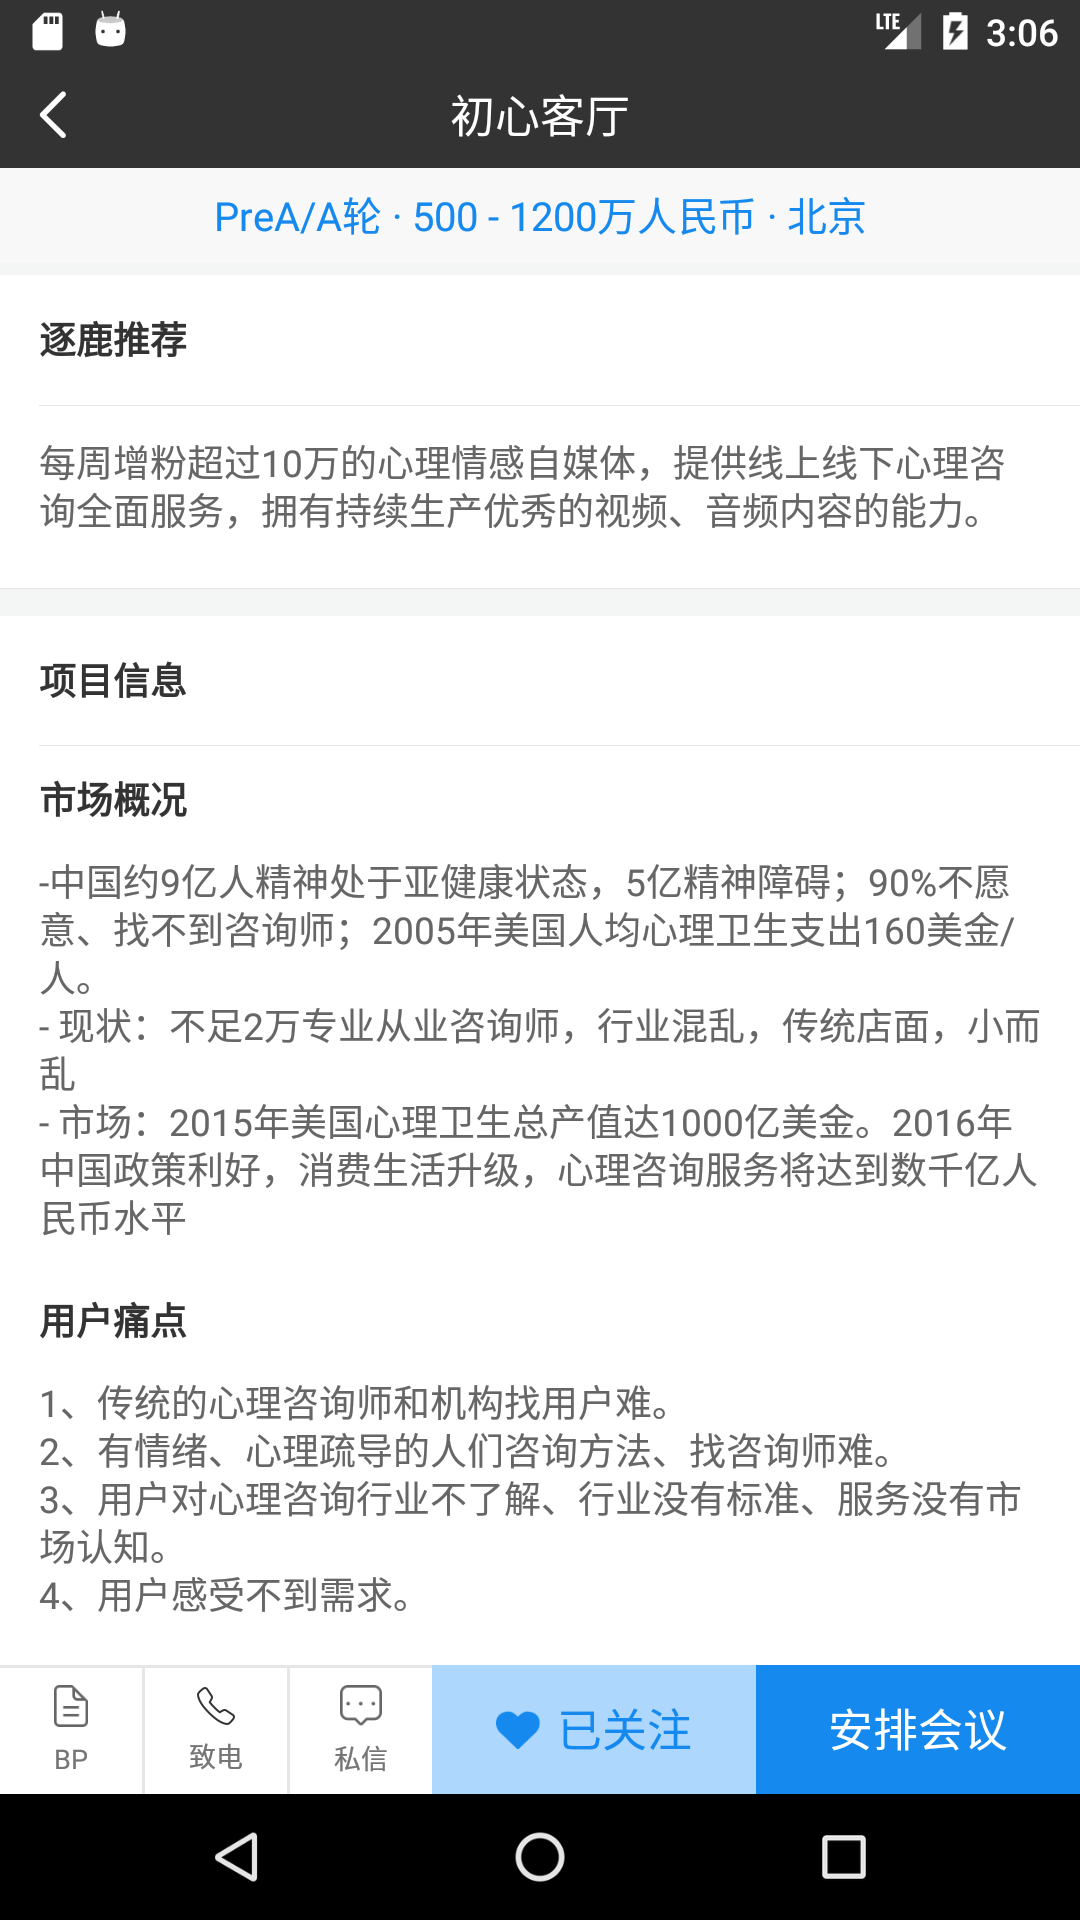 LTE 3:06
初心客厅
PreA/A轮 · 500 - 1200万人民币 · 北京
逐鹿推荐
每周增粉超过10万的心理情感自媒体，提供线上线下心理咨
询全面服务，拥有持续生产优秀的视频、音频内容的能力。
项目信息
市场概况
-中国约9亿人精神处于亚健康状态，5亿精神障碍；90%不愿
意、找不到咨询师；2005年美国人均心理卫生支出160美金/
人。
- 现状：不足2万专业从业咨询师，行业混乱，传统店面，小而
乱
- 市场：2015年美国心理卫生总产值达1000亿美金。2016年
中国政策利好，消费生活升级，心理咨询服务将达到数千亿人
民币水平
用户痛点
1、传统的心理咨询师和机构找用户难。
2、有情绪、心理疏导的人们咨询方法、找咨询师难。
3、用户对心理咨询行业不了解、行业没有标准、服务没有市
场认知。
4、用户感受不到需求。
BP 致电 私信 已关注 安排会议